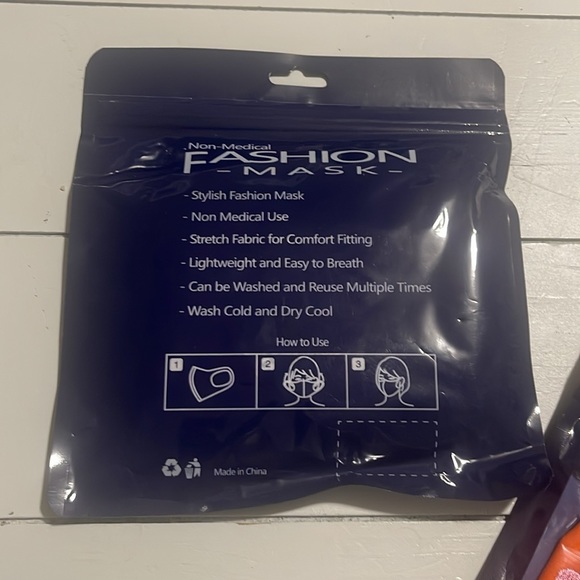 Non-Medical
FASHION
-MASK-
- Stylish Fashion Mask
- Non Medical Use
- Stretch Fabric for Comfort Fitting
- Lightweight and Easy to Breath
- Can be Washed and Reuse Multiple Times
- Wash Cold and Dry Cool
How to Use
1 2 3
Made in China